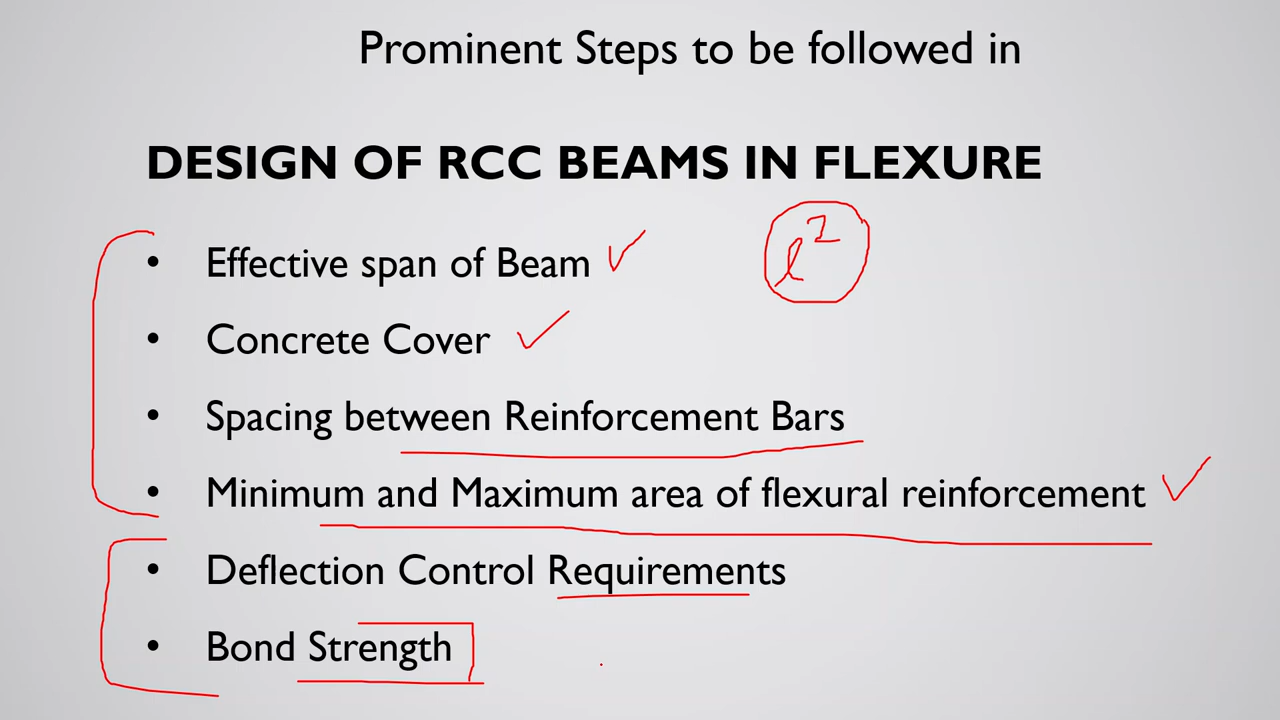 Prominent Steps to be followed in
DESIGN OF RCC BEAMS IN FLEXURE
l²
• Effective span of Beam
• Concrete Cover
• Spacing between Reinforcement Bars
• Minimum and Maximum area of flexural reinforcement
• Deflection Control Requirements
• Bond Strength